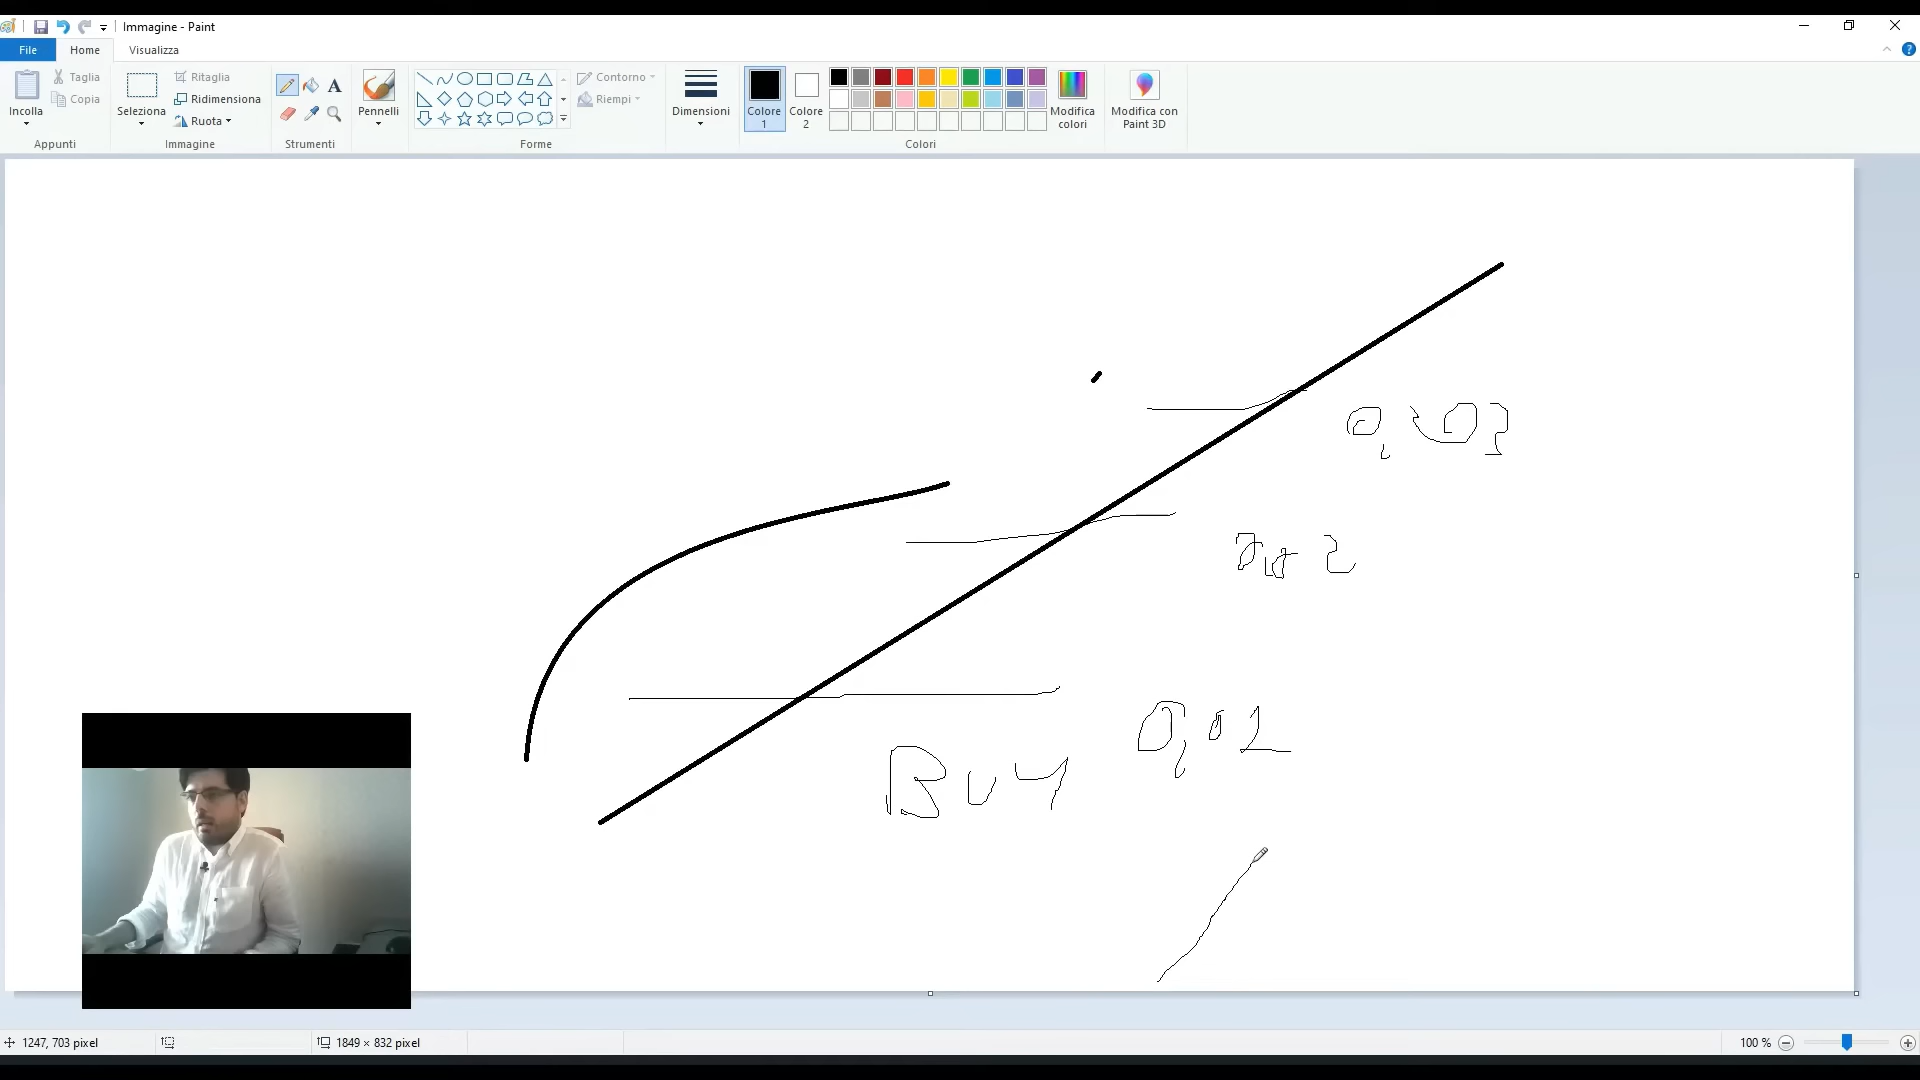 Immagine - Paint
File Home Visualizza
Incolla
Taglia
Copia
Appunti
Seleziona
Ritaglia
Ridimensiona
Ruota
Immagine
A
Strumenti
Pennelli
Forme
Contorno
Riempi
Dimensioni
Colore 1
Colore 2
Modifica colori
Colori
Modifica con Paint 3D
0,03
2
0,01
Buy
1247, 703 pixel
1849 × 832 pixel
100 %